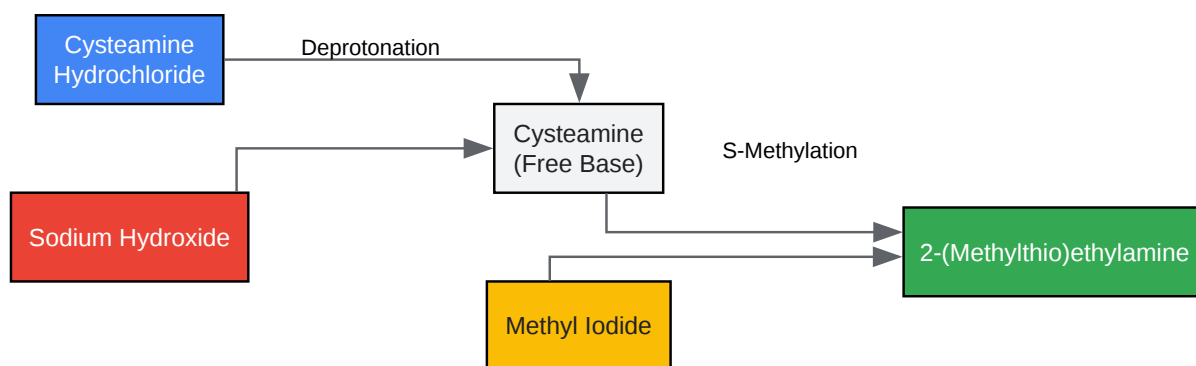 Cysteamine
Hydrochloride
Deprotonation
Cysteamine
(Free Base)
S-Methylation
Sodium Hydroxide
2-(Methylthio)ethylamine
Methyl Iodide